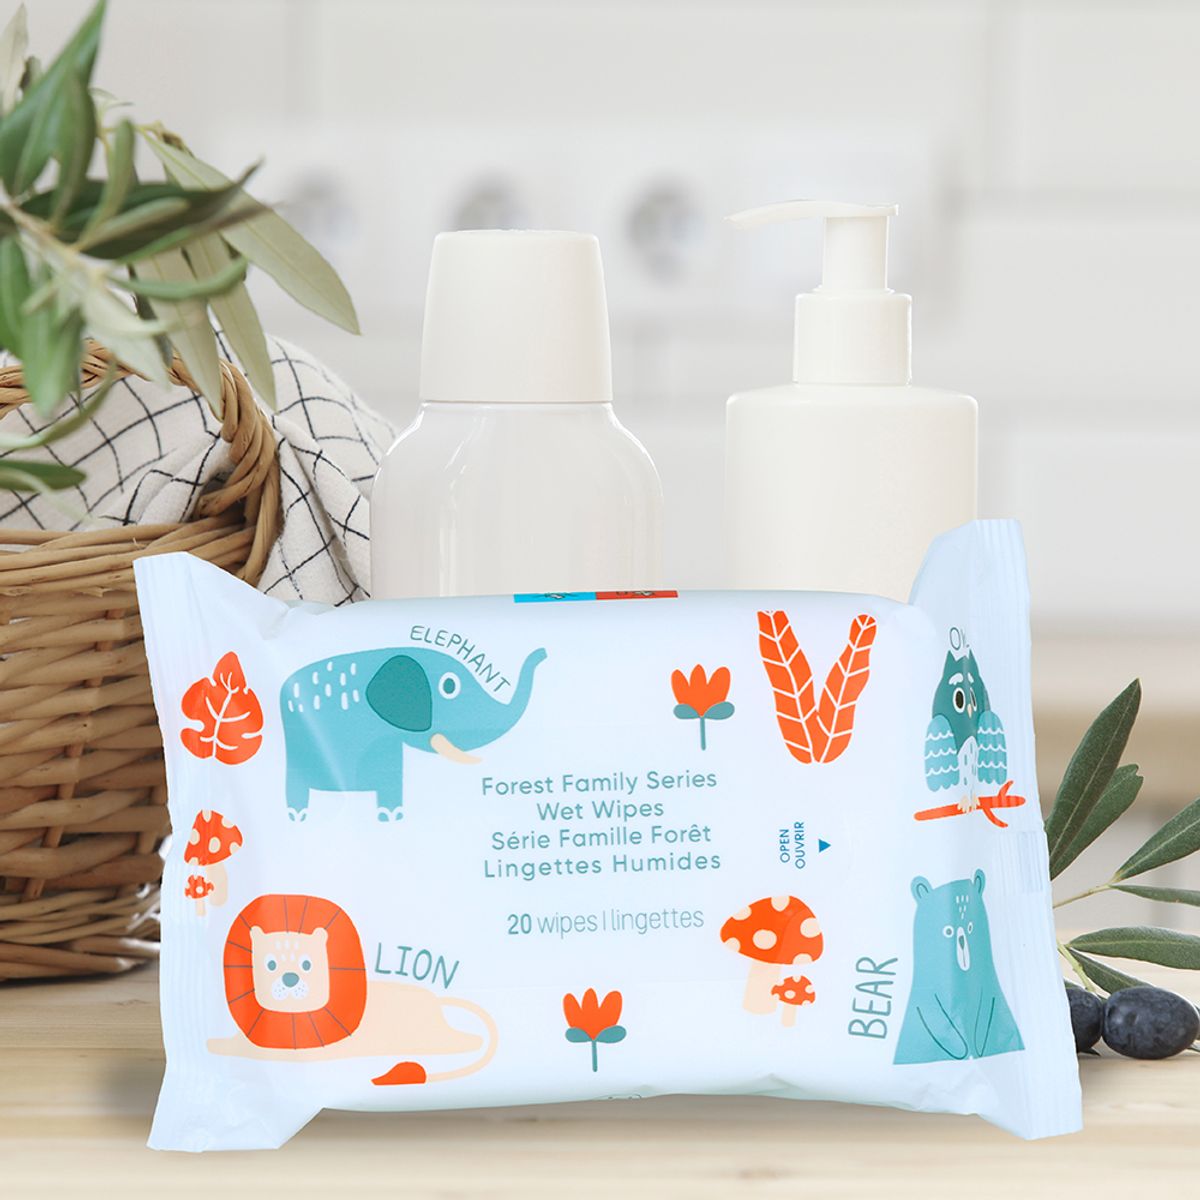 ELEPHANT
Forest Family Series
Wet Wipes
Série Famille Forêt
Lingettes Humides
20 wipes | lingettes
OPEN
OUVRIR
LION
BEAR